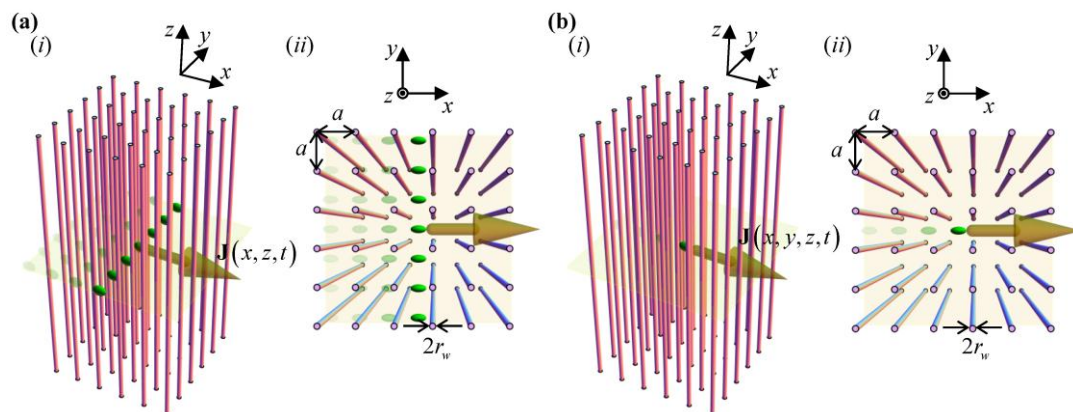 (a)
(i)
z
y
x
J(x, z, t)
(ii)
y
z
x
a
a
2r_w
(b)
(i)
z
y
x
J(x, y, z, t)
(ii)
y
z
x
a
a
2r_w